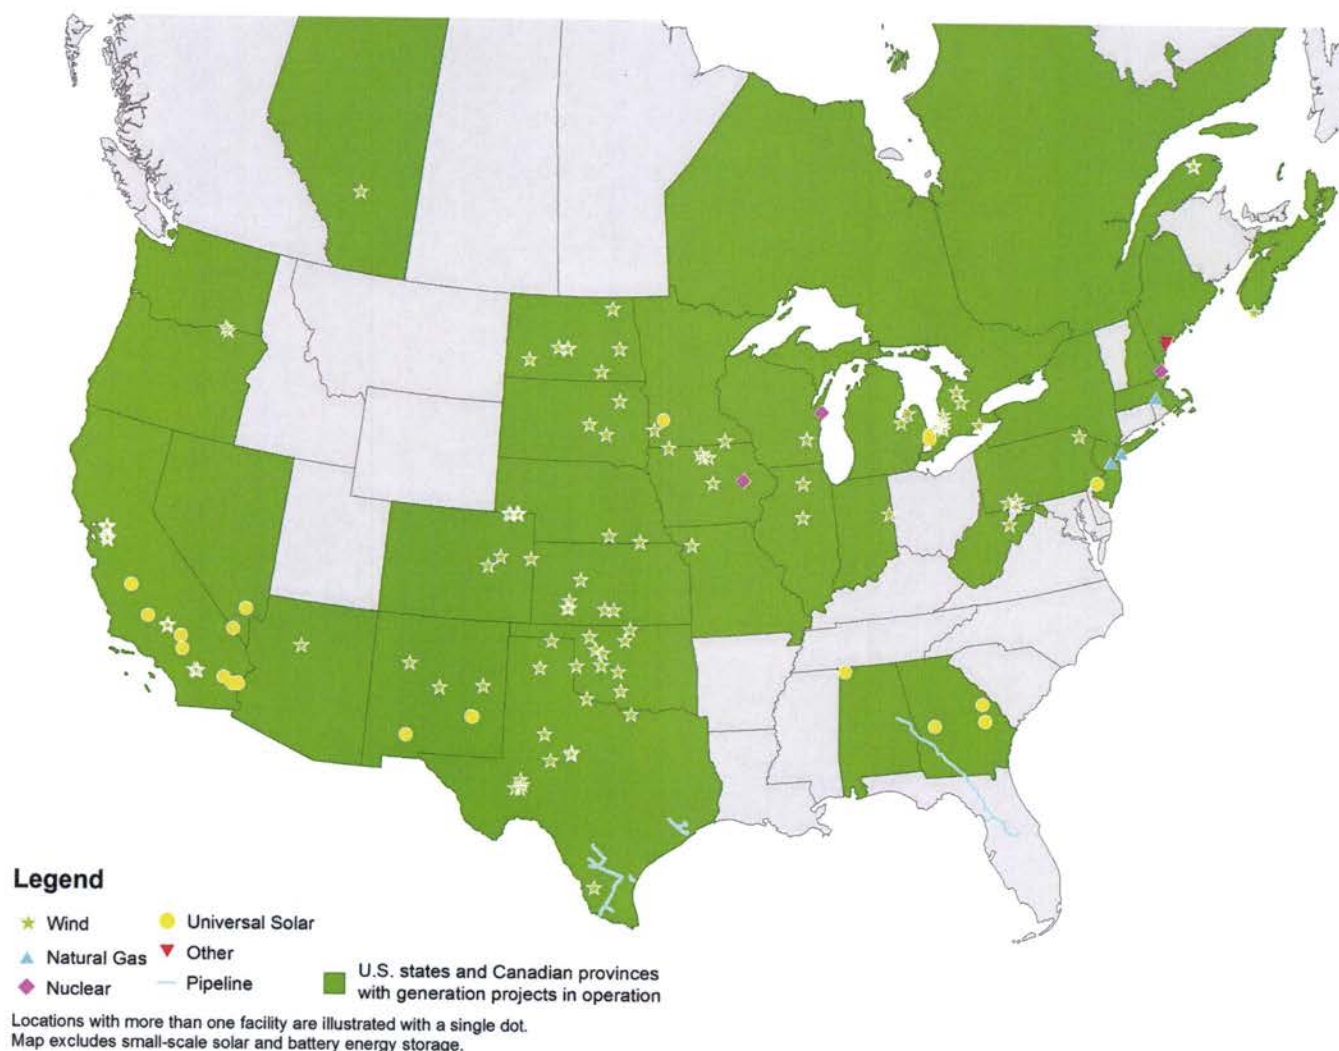 Legend
Wind
Universal Solar
Natural Gas
Other
Nuclear
Pipeline
U.S. states and Canadian provinces
with generation projects in operation
Locations with more than one facility are illustrated with a single dot.
Map excludes small-scale solar and battery energy storage.